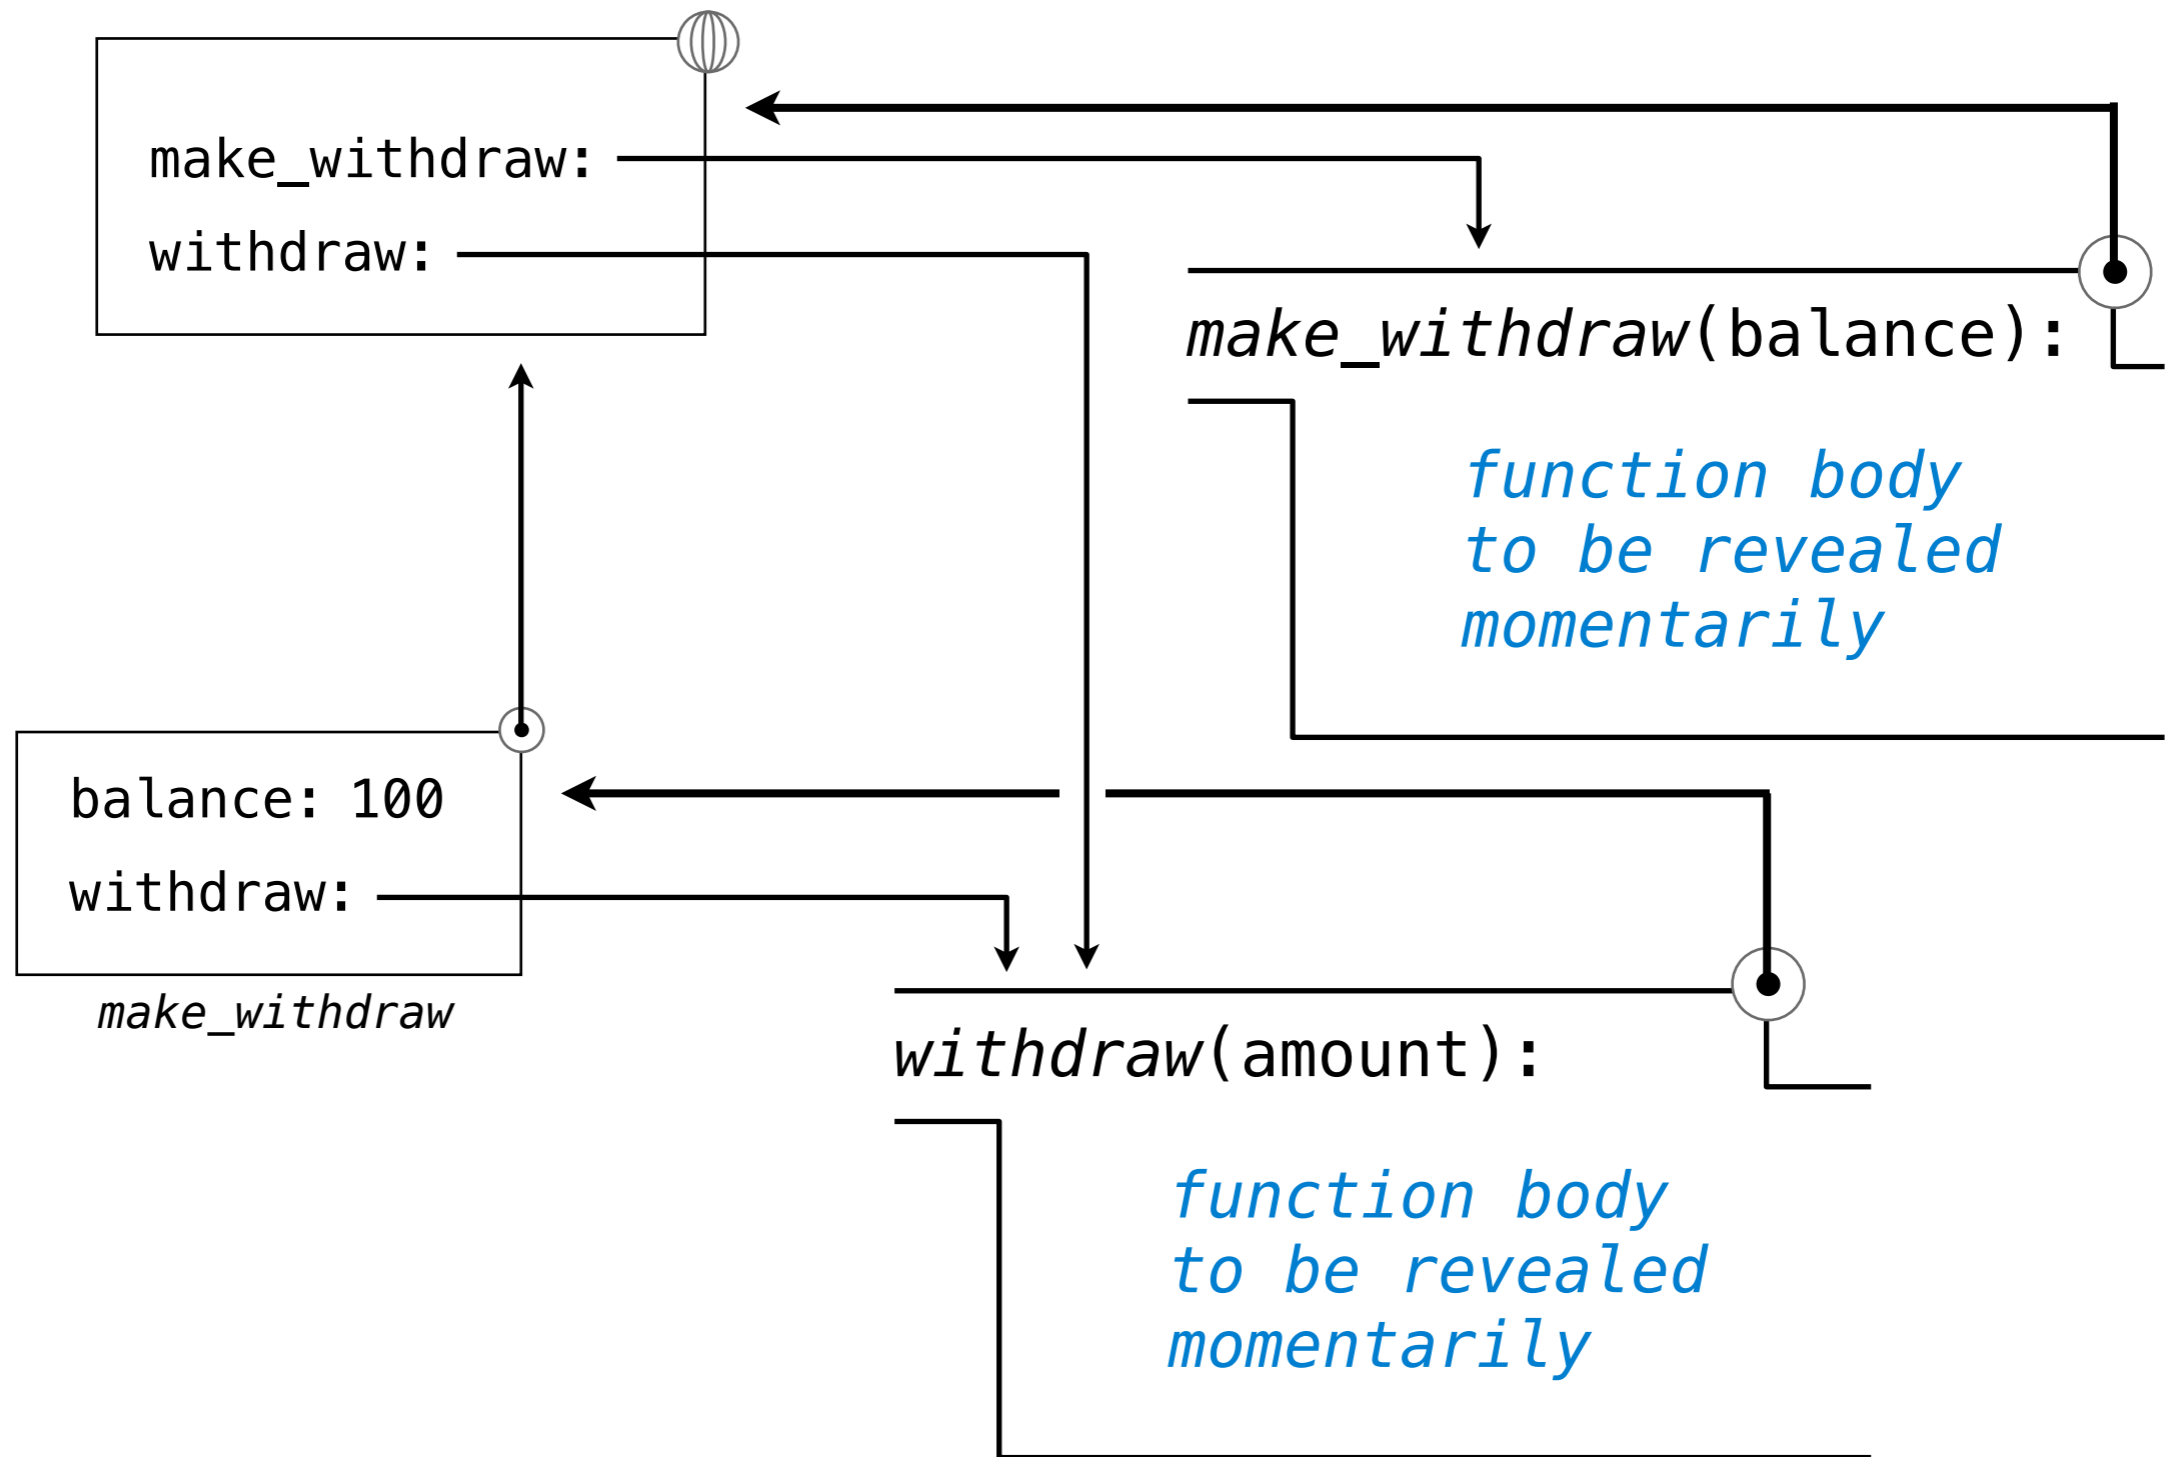 make_withdraw:
withdraw:
make_withdraw(balance):
function body
to be revealed
momentarily
balance: 100
withdraw:
make_withdraw
withdraw(amount):
function body
to be revealed
momentarily